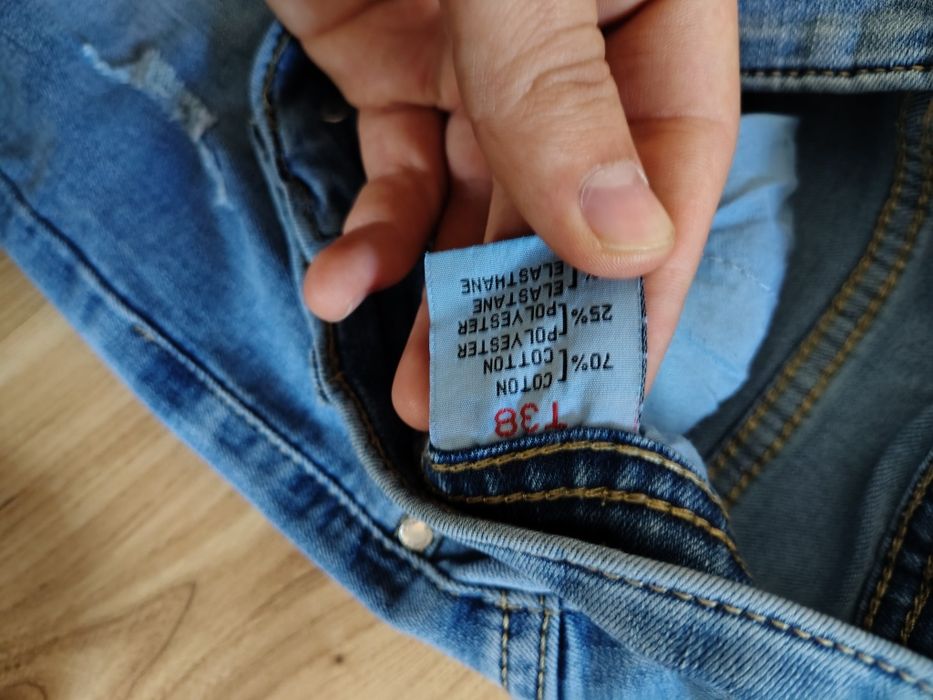 T38
COTON
70%[COTTON
POLYESTER
25%[POLYESTER
ELASTANE
%[ELASTHANE